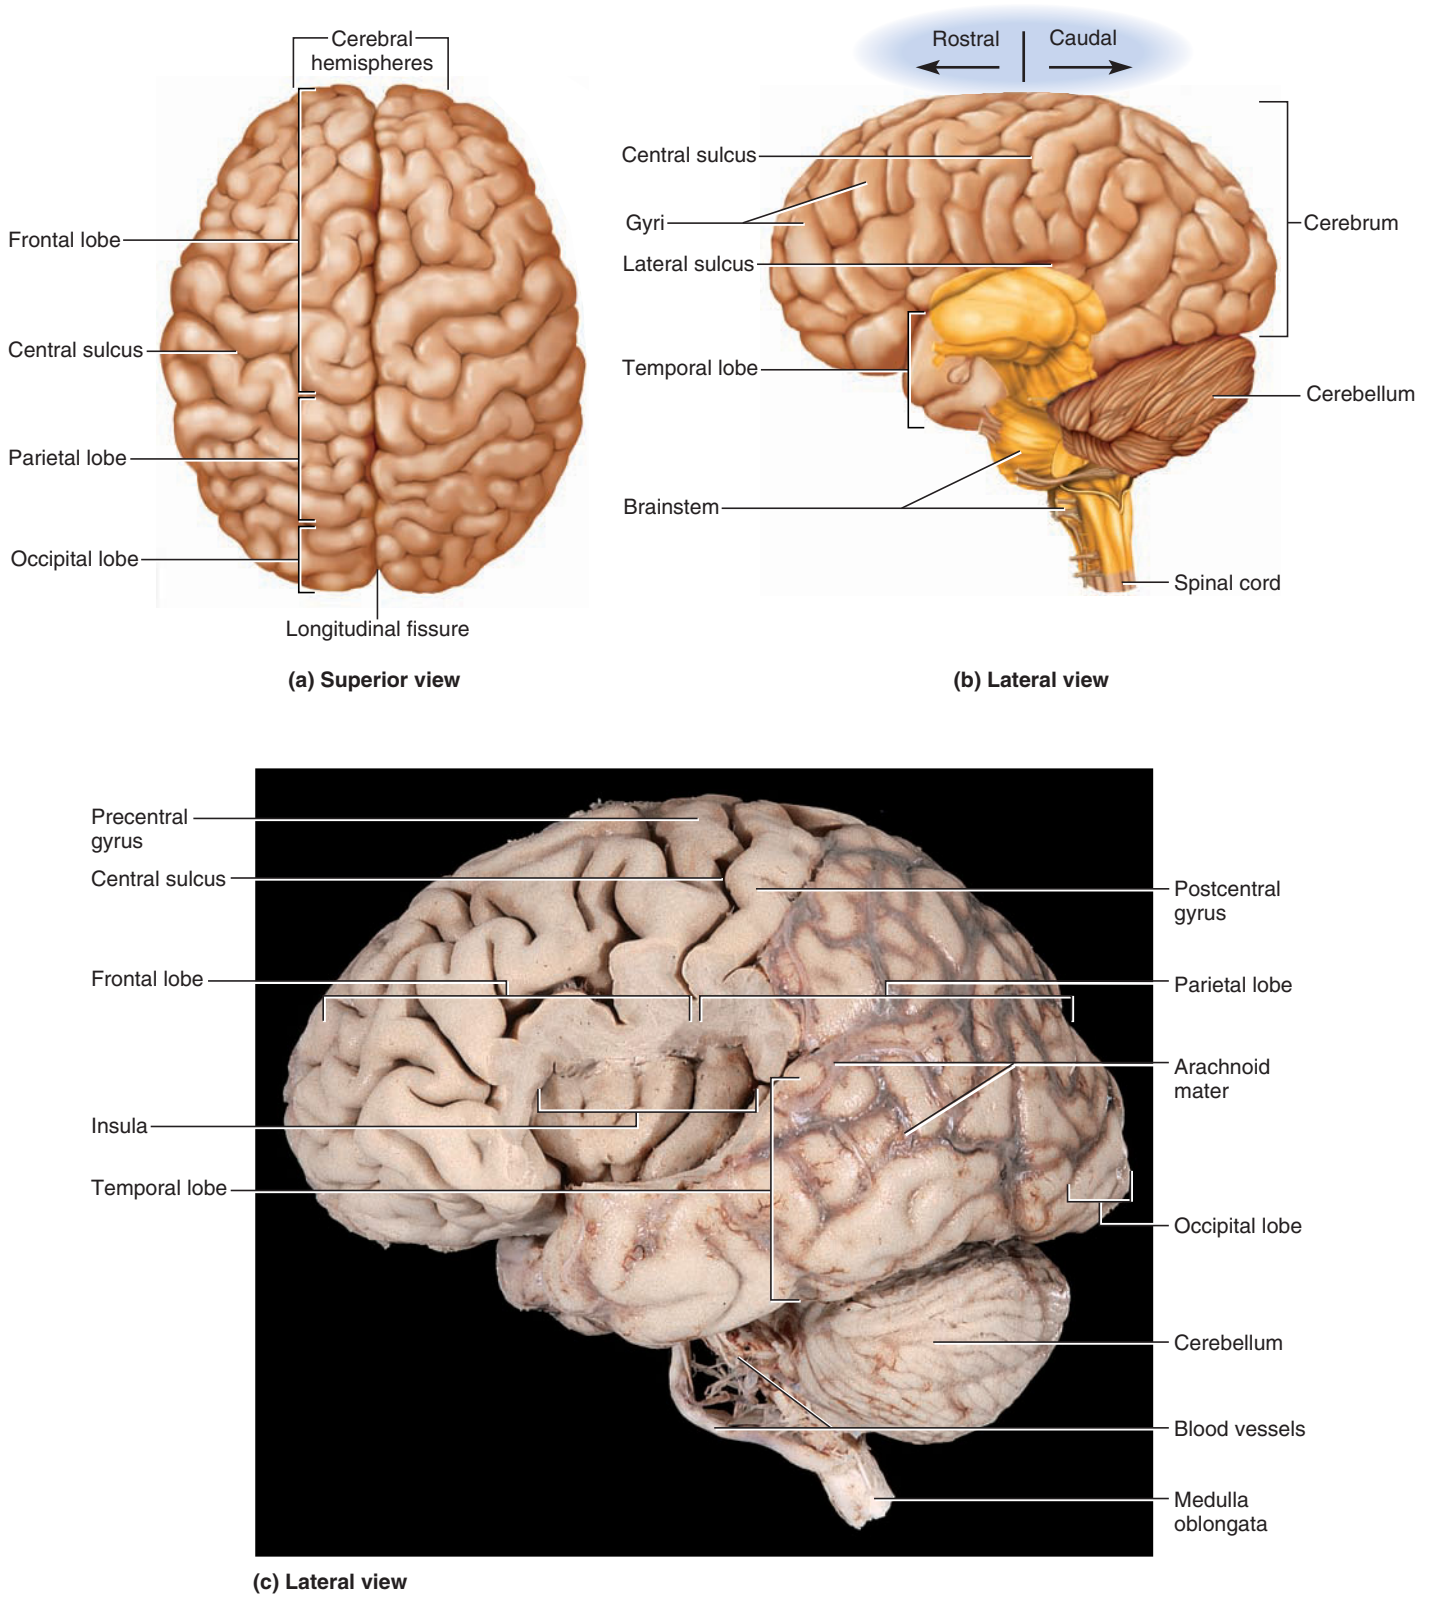 Cerebral
hemispheres
Frontal lobe
Central sulcus
Parietal lobe
Occipital lobe
Longitudinal fissure
(a) Superior view
Rostral
Caudal
Central sulcus
Gyri
Lateral sulcus
Temporal lobe
Brainstem
Cerebrum
Cerebellum
Spinal cord
(b) Lateral view
Precentral
gyrus
Central sulcus
Frontal lobe
Insula
Temporal lobe
Postcentral
gyrus
Parietal lobe
Arachnoid
mater
Occipital lobe
Cerebellum
Blood vessels
Medulla
oblongata
(c) Lateral view